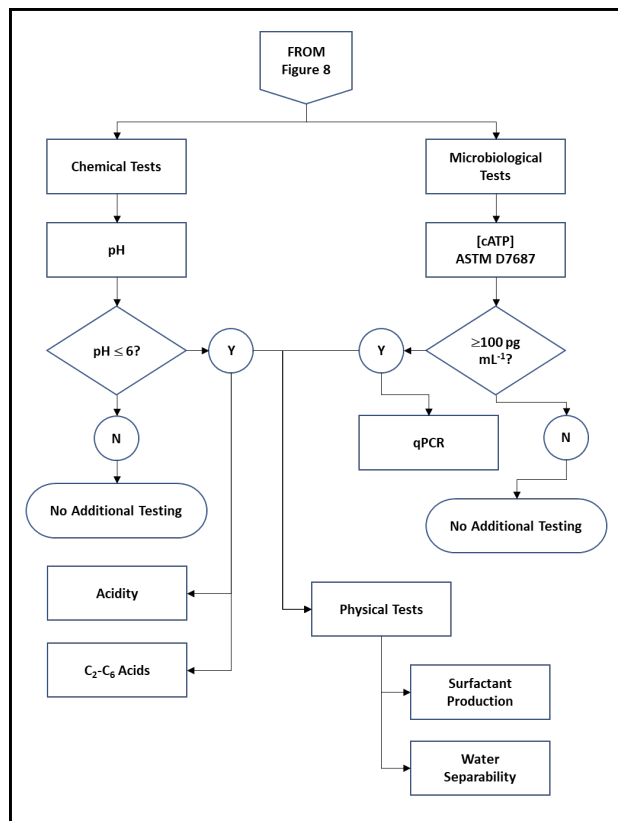 FROM
Figure 8
Chemical Tests
Microbiological
Tests
pH
[cATP]
ASTM D7687
pH ≤ 6?
Y
Y
≥100 pg
mL⁻¹?
N
qPCR
N
No Additional Testing
No Additional Testing
Acidity
Physical Tests
C₂-C₆ Acids
Surfactant
Production
Water
Separability